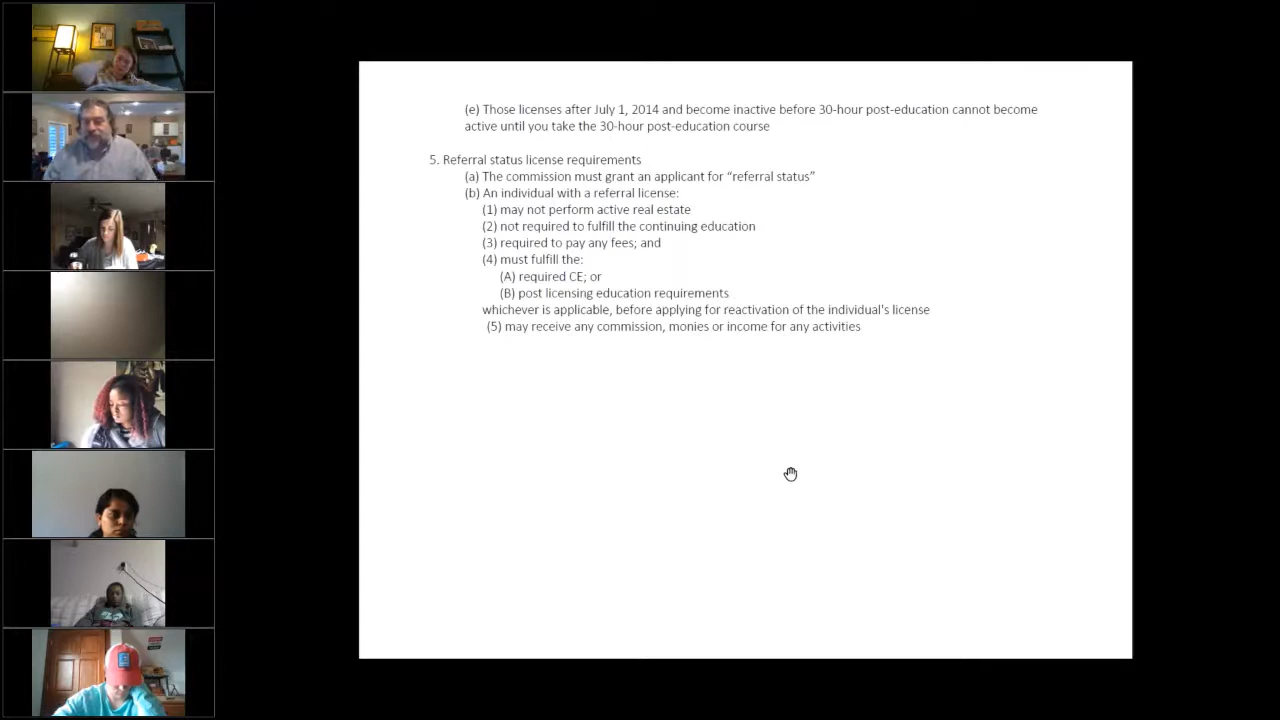 (e) Those licenses after July 1, 2014 and become inactive before 30-hour post-education cannot become
active until you take the 30-hour post-education course
5. Referral status license requirements
(a) The commission must grant an applicant for “referral status”
(b) An individual with a referral license:
(1) may not perform active real estate
(2) not required to fulfill the continuing education
(3) required to pay any fees; and
(4) must fulfill the:
(A) required CE; or
(B) post licensing education requirements
whichever is applicable, before applying for reactivation of the individual's license
(5) may receive any commission, monies or income for any activities